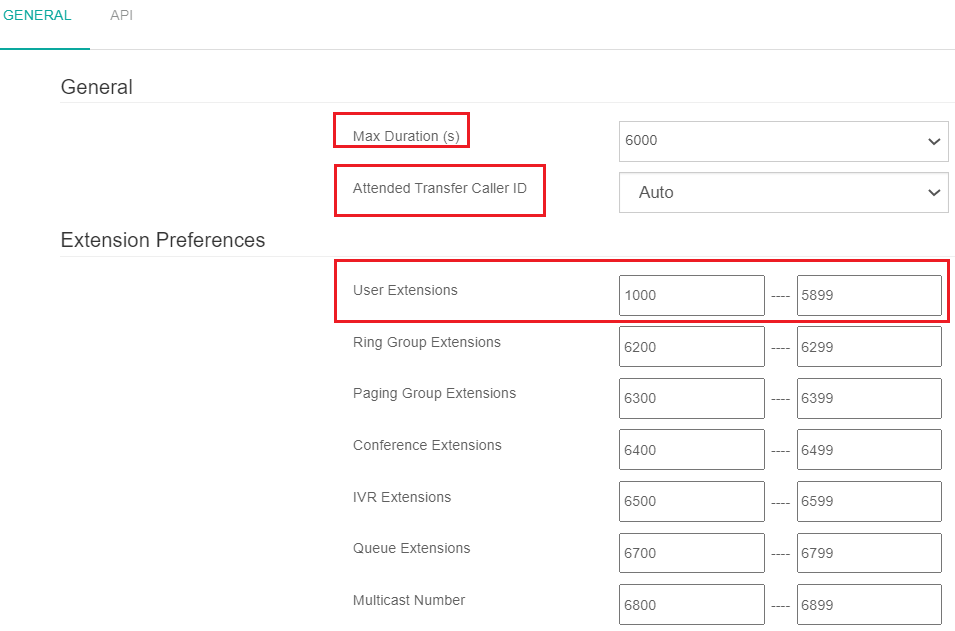 GENERAL API
General
Max Duration (s) 6000
Attended Transfer Caller ID Auto
Extension Preferences
User Extensions 1000 ---- 5899
Ring Group Extensions 6200 ---- 6299
Paging Group Extensions 6300 ---- 6399
Conference Extensions 6400 ---- 6499
IVR Extensions 6500 ---- 6599
Queue Extensions 6700 ---- 6799
Multicast Number 6800 ---- 6899